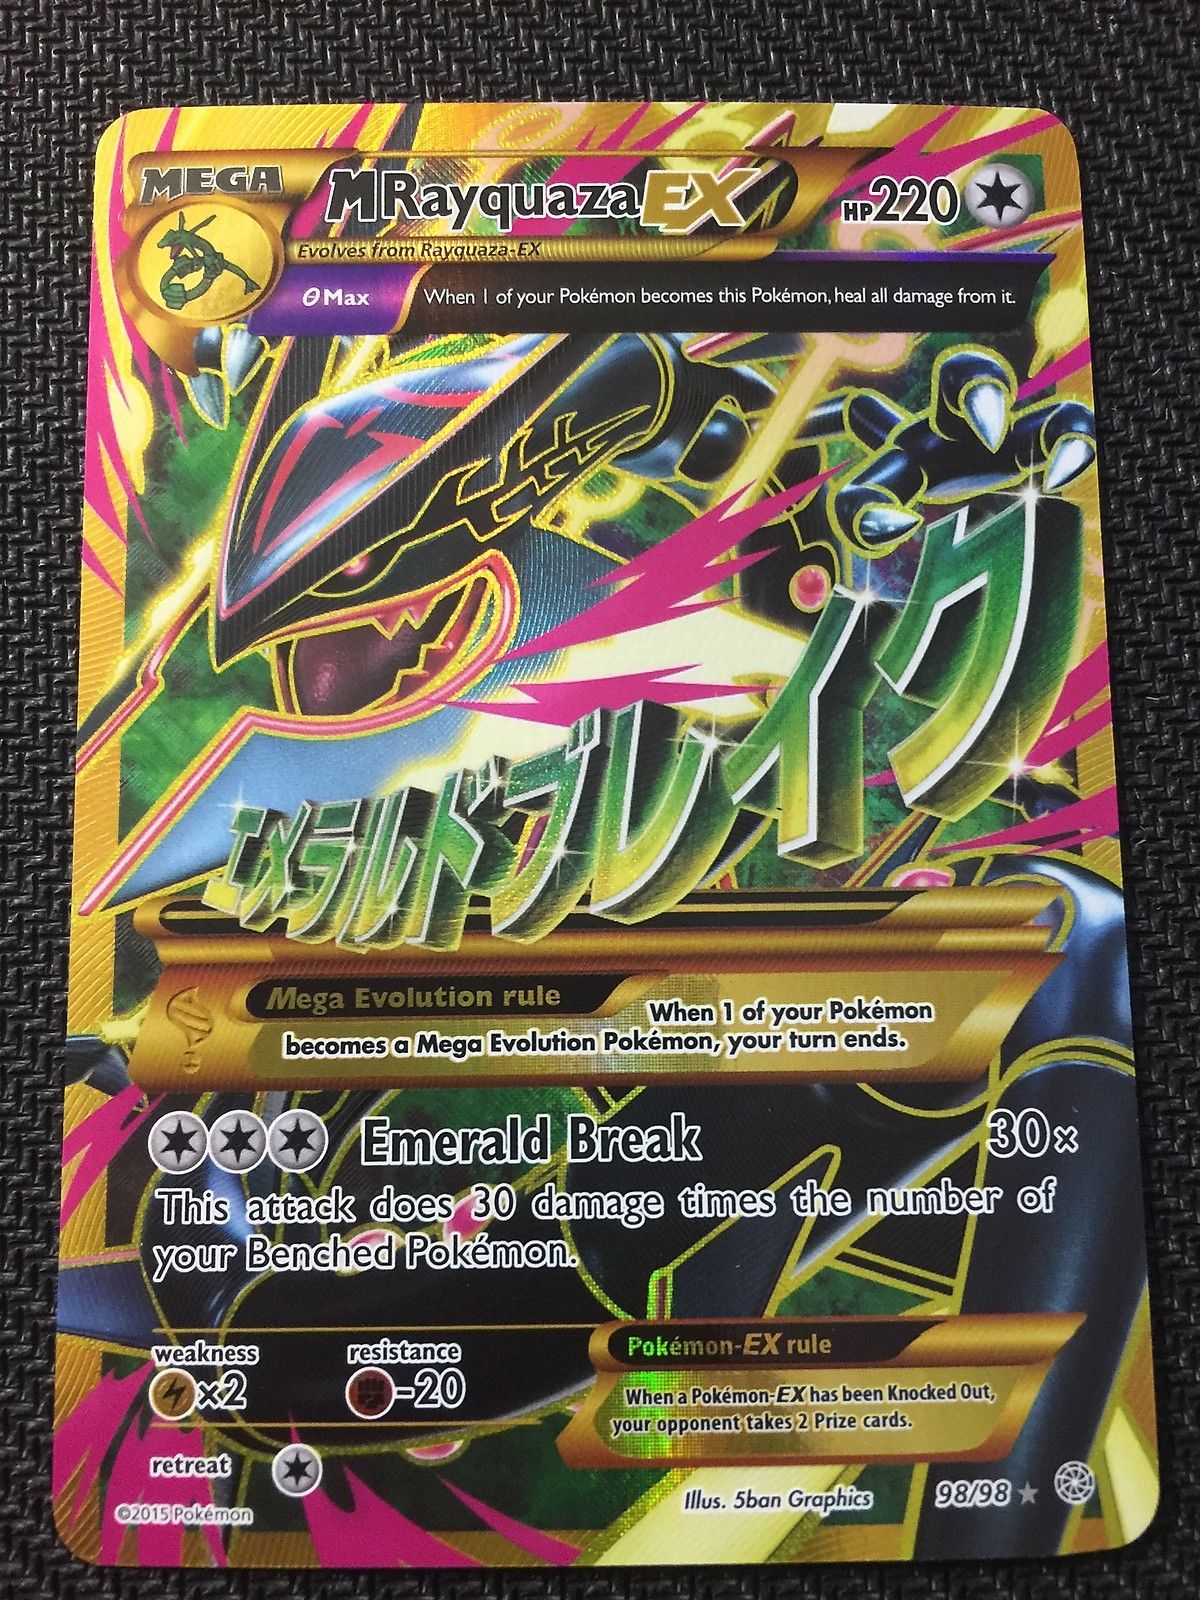 MEGA
MRayquazaEX
HP220
Evolves from Rayquaza-EX
θMax
When 1 of your Pokémon becomes this Pokémon, heal all damage from it.
エメラルドブレイク
Mega Evolution rule
When 1 of your Pokémon
becomes a Mega Evolution Pokémon, your turn ends.
Emerald Break 30×
This attack does 30 damage times the number of
your Benched Pokémon.
weakness resistance
×2 -20
Pokémon-EX rule
When a Pokémon-EX has been Knocked Out,
your opponent takes 2 Prize cards.
retreat
©2015 Pokémon
Illus. 5ban Graphics
98/98 ★